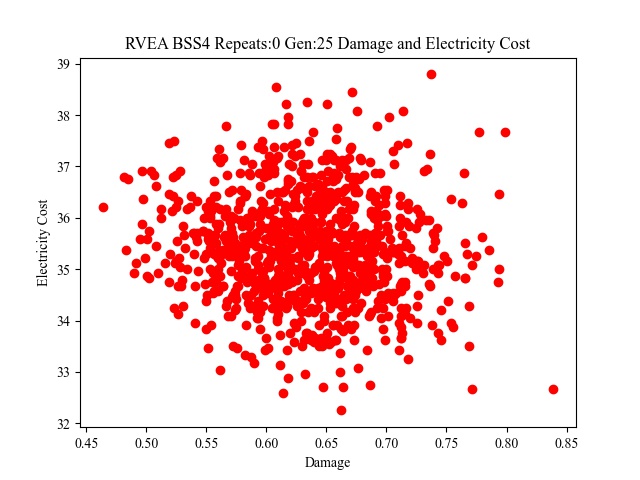 RVEA BSS4 Repeats:0 Gen:25 Damage and Electricity Cost
39
38
37
36
35
34
33
32
Electricity Cost
0.45 0.50 0.55 0.60 0.65 0.70 0.75 0.80 0.85
Damage